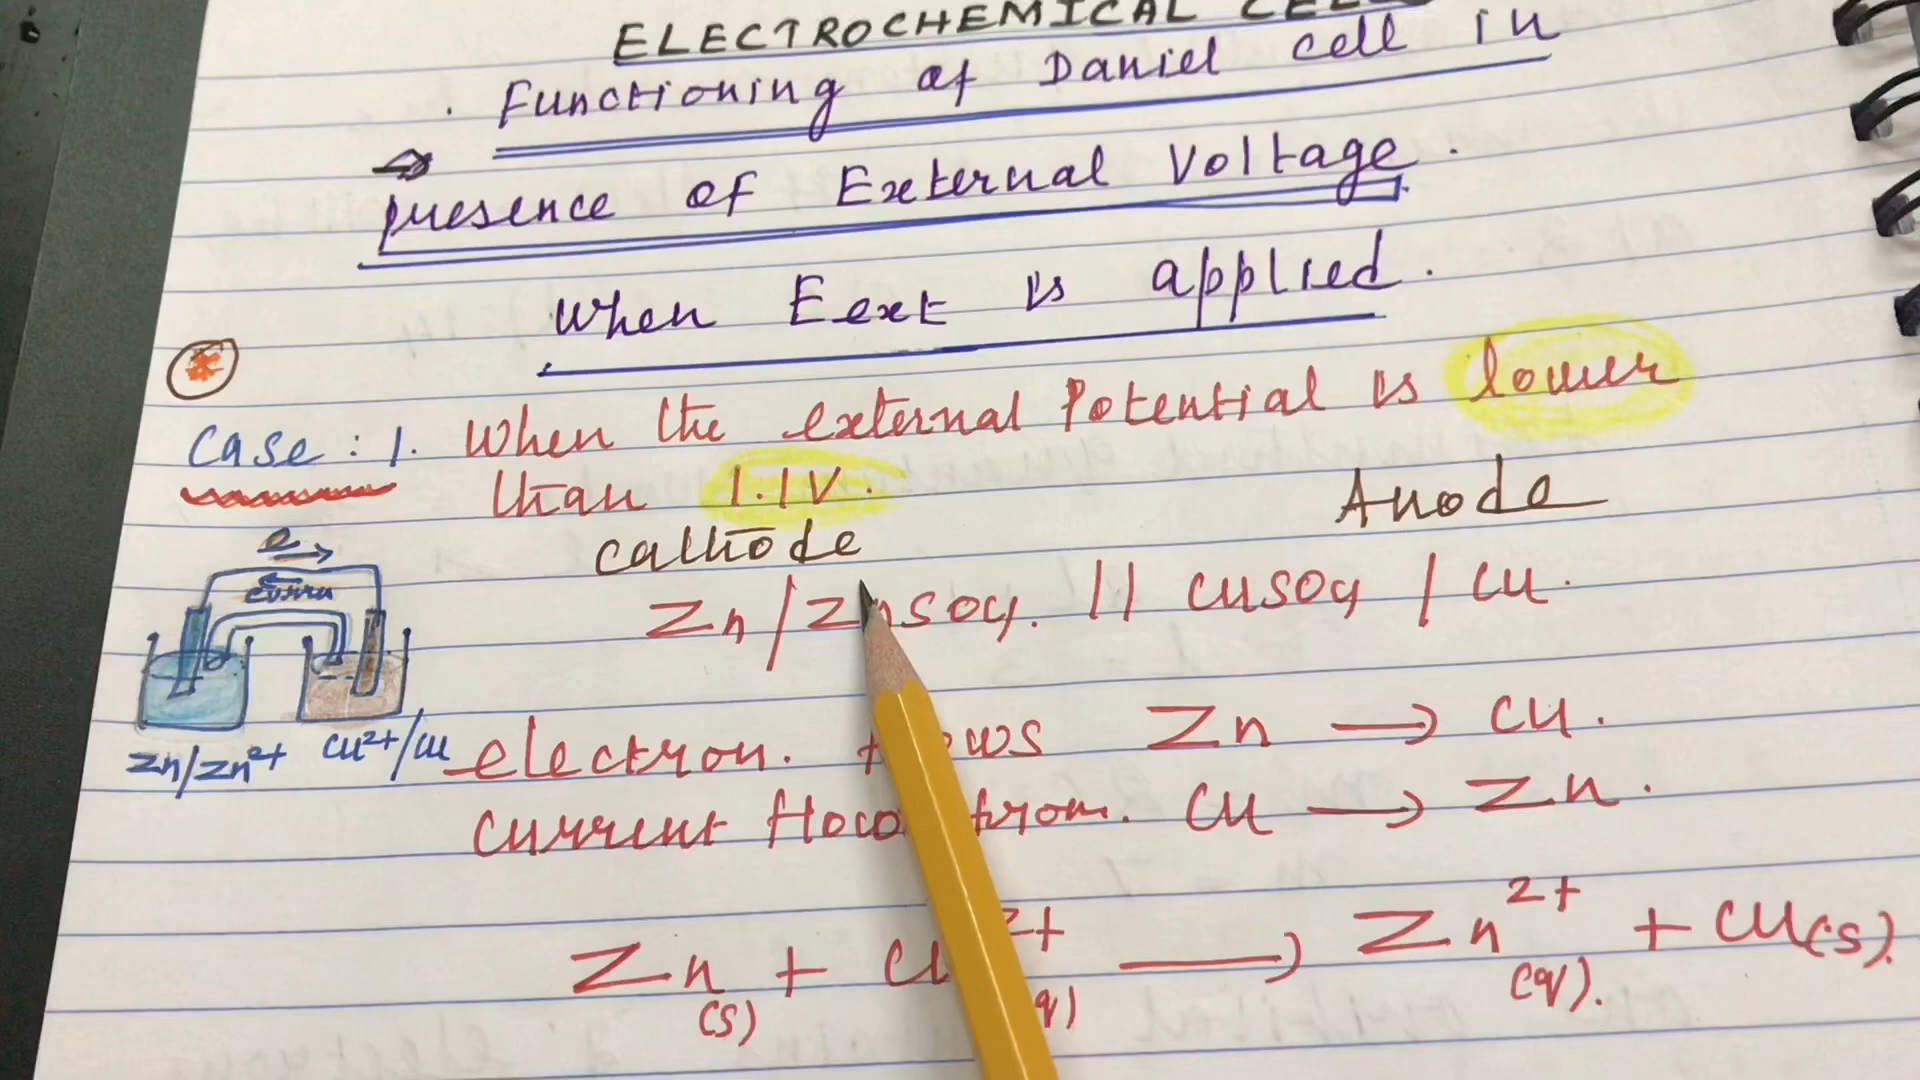 ELECTROCHEMICAL
Functioning of Daniel cell in
presence of External Voltage.
When Eext is applied.
Case: 1. When the external Potential is lower
than 1.1V.
cathode Anode
Zn/ZnSO4. || CuSO4 | Cu.
e
Zn/Zn2+ Cu2+/Cu
electron. Zn → Cu.
current from. Cu → Zn.
Zn(s) + → Zn2+(q). + Cu(s).